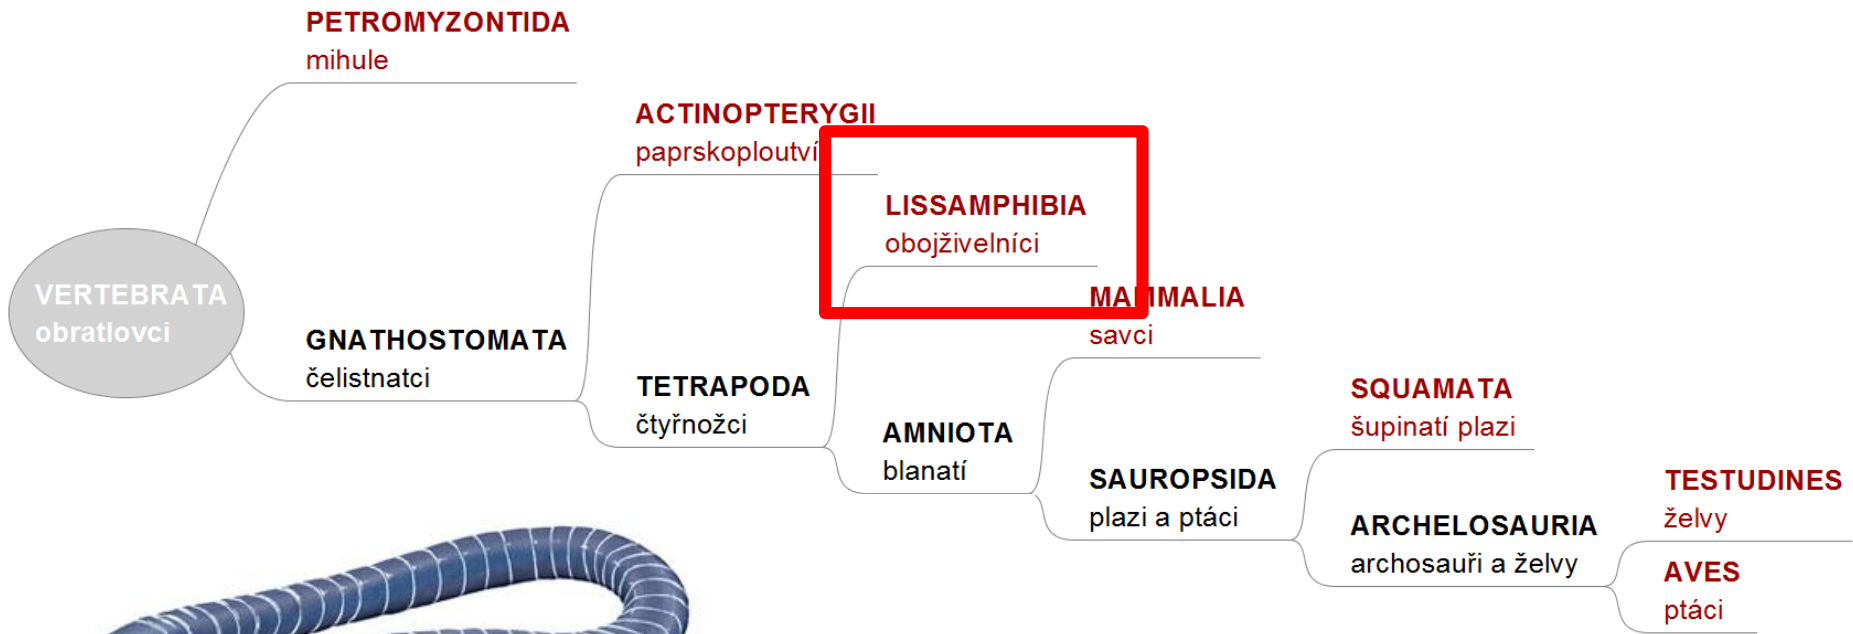 PETROMYZONTIDA
mihule
ACTINOPTERYGII
paprskoploutví
LISSAMPHIBIA
obojživelníci
VERTEBRATA
obratlovci
GNATHOSTOMATA
čelistnatci
MAMMALIA
savci
TETRAPODA
čtyřnožci
SQUAMATA
šupinatí plazi
AMNIOTA
blanatí
SAUROPSIDA
plazi a ptáci
TESTUDINES
želvy
ARCHELOSAURIA
archosauři a želvy
AVES
ptáci